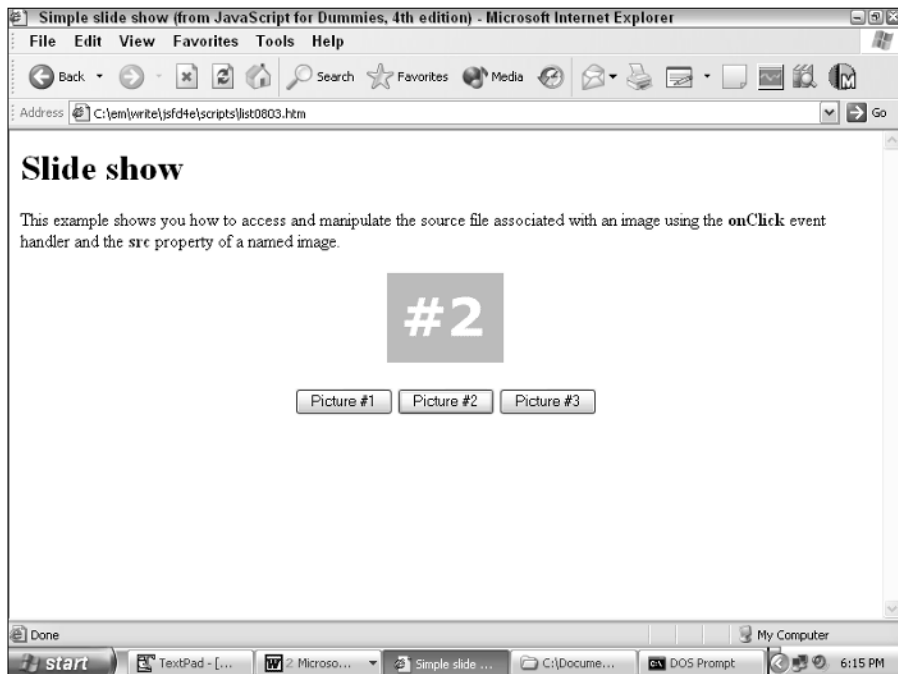 Simple slide show (from JavaScript for Dummies, 4th edition) - Microsoft Internet Explorer
File Edit View Favorites Tools Help
Back Search Favorites Media
Address C:\em\write\jsfd4e\scripts\list0803.htm Go
Slide show
This example shows you how to access and manipulate the source file associated with an image using the onClick event
handler and the src property of a named image.
#2
Picture #1 Picture #2 Picture #3
Done My Computer
start TextPad - [... 2 Microso... Simple slide ... C:\Docume... DOS Prompt 6:15 PM